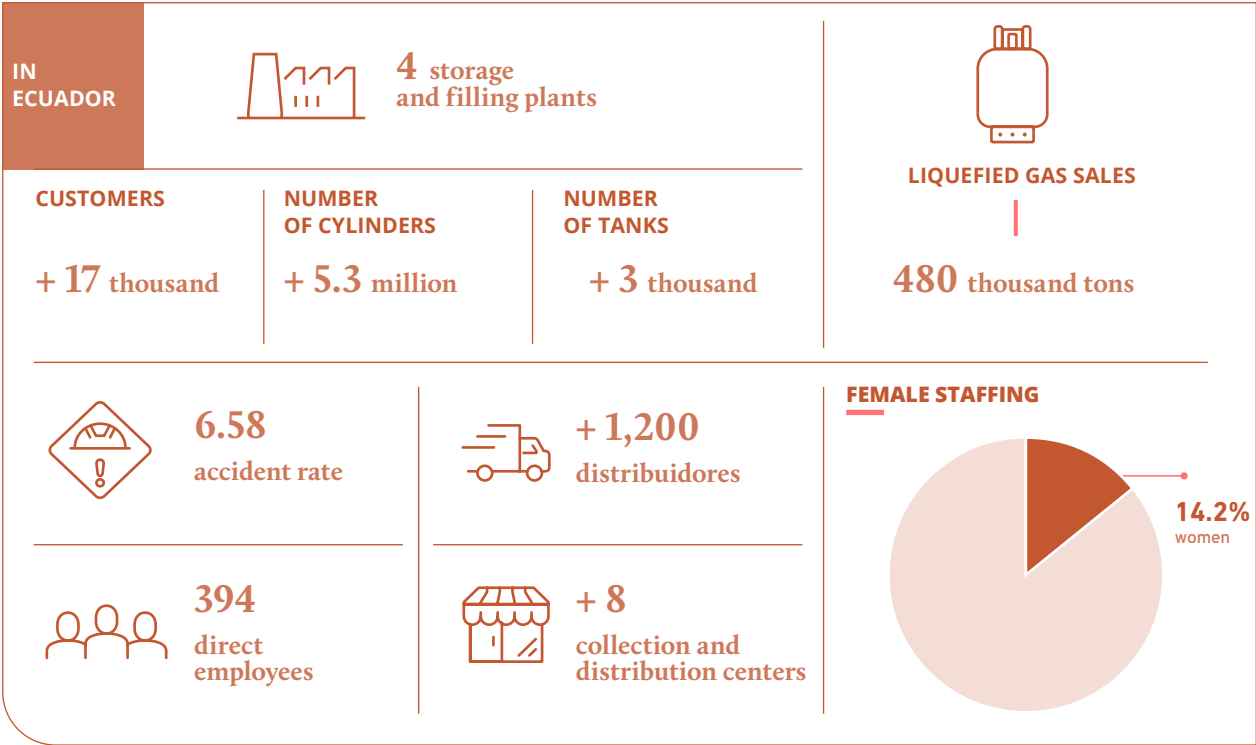 IN
ECUADOR
4 storage
and filling plants
LIQUEFIED GAS SALES
480 thousand tons
CUSTOMERS
+ 17 thousand
NUMBER
OF CYLINDERS
+ 5.3 million
NUMBER
OF TANKS
+ 3 thousand
6.58
accident rate
+ 1,200
distribuidores
394
direct
employees
+ 8
collection and
distribution centers
FEMALE STAFFING
14.2%
women